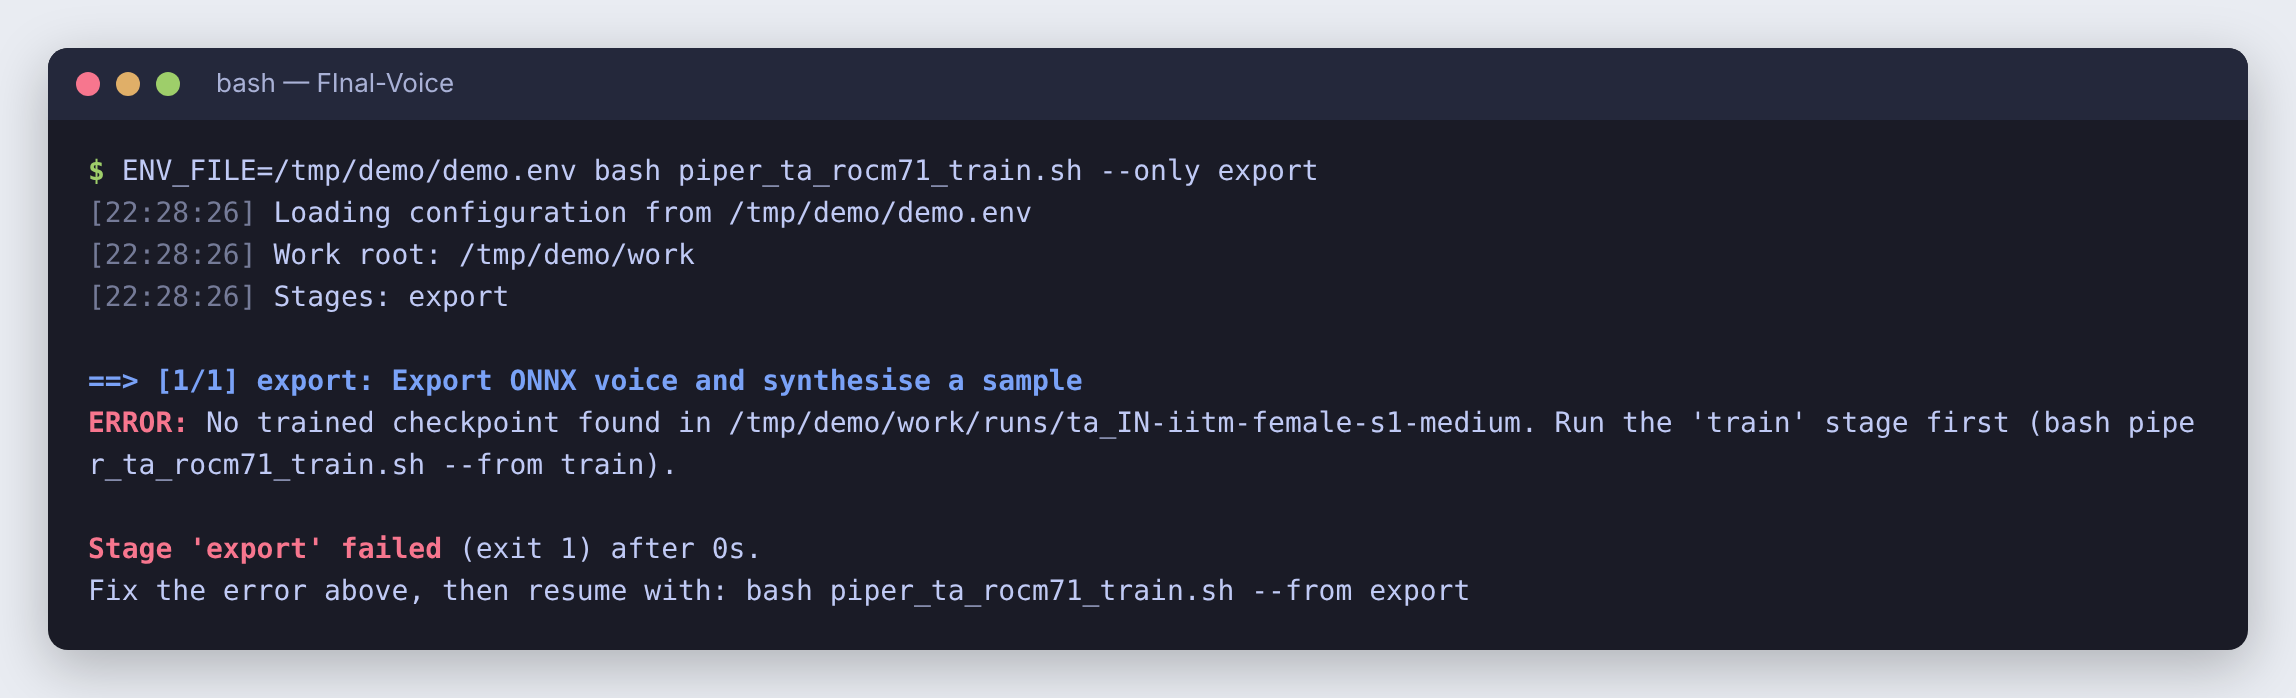 bash — FInal-Voice
$ ENV_FILE=/tmp/demo/demo.env bash piper_ta_rocm71_train.sh --only export
[22:28:26] Loading configuration from /tmp/demo/demo.env
[22:28:26] Work root: /tmp/demo/work
[22:28:26] Stages: export
==> [1/1] export: Export ONNX voice and synthesise a sample
ERROR: No trained checkpoint found in /tmp/demo/work/runs/ta_IN-iitm-female-s1-medium. Run the 'train' stage first (bash pipe
r_ta_rocm71_train.sh --from train).
Stage 'export' failed (exit 1) after 0s.
Fix the error above, then resume with: bash piper_ta_rocm71_train.sh --from export